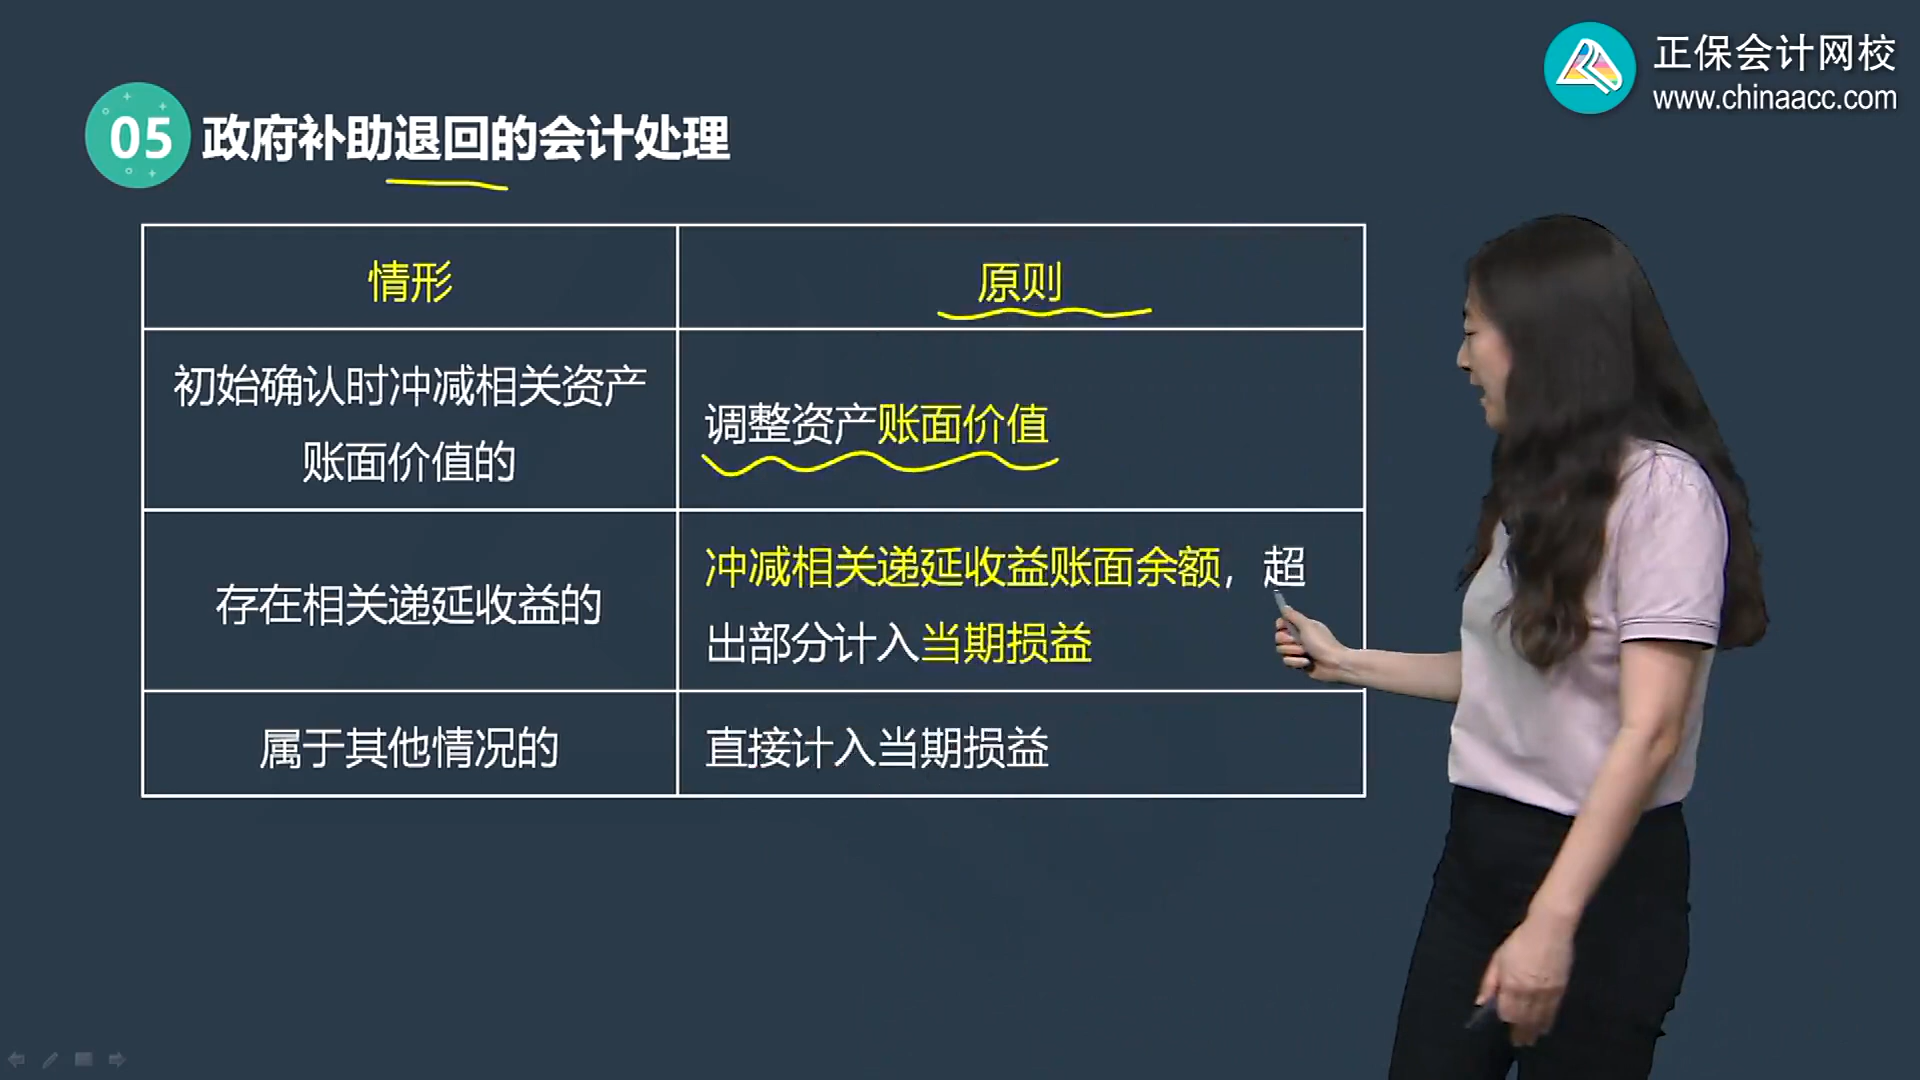 正保会计网校
www.chinaacc.com
05 政府补助退回的会计处理
情形
原则
初始确认时冲减相关资产
账面价值的
调整资产账面价值
存在相关递延收益的
冲减相关递延收益账面余额，超
出部分计入当期损益
属于其他情况的
直接计入当期损益